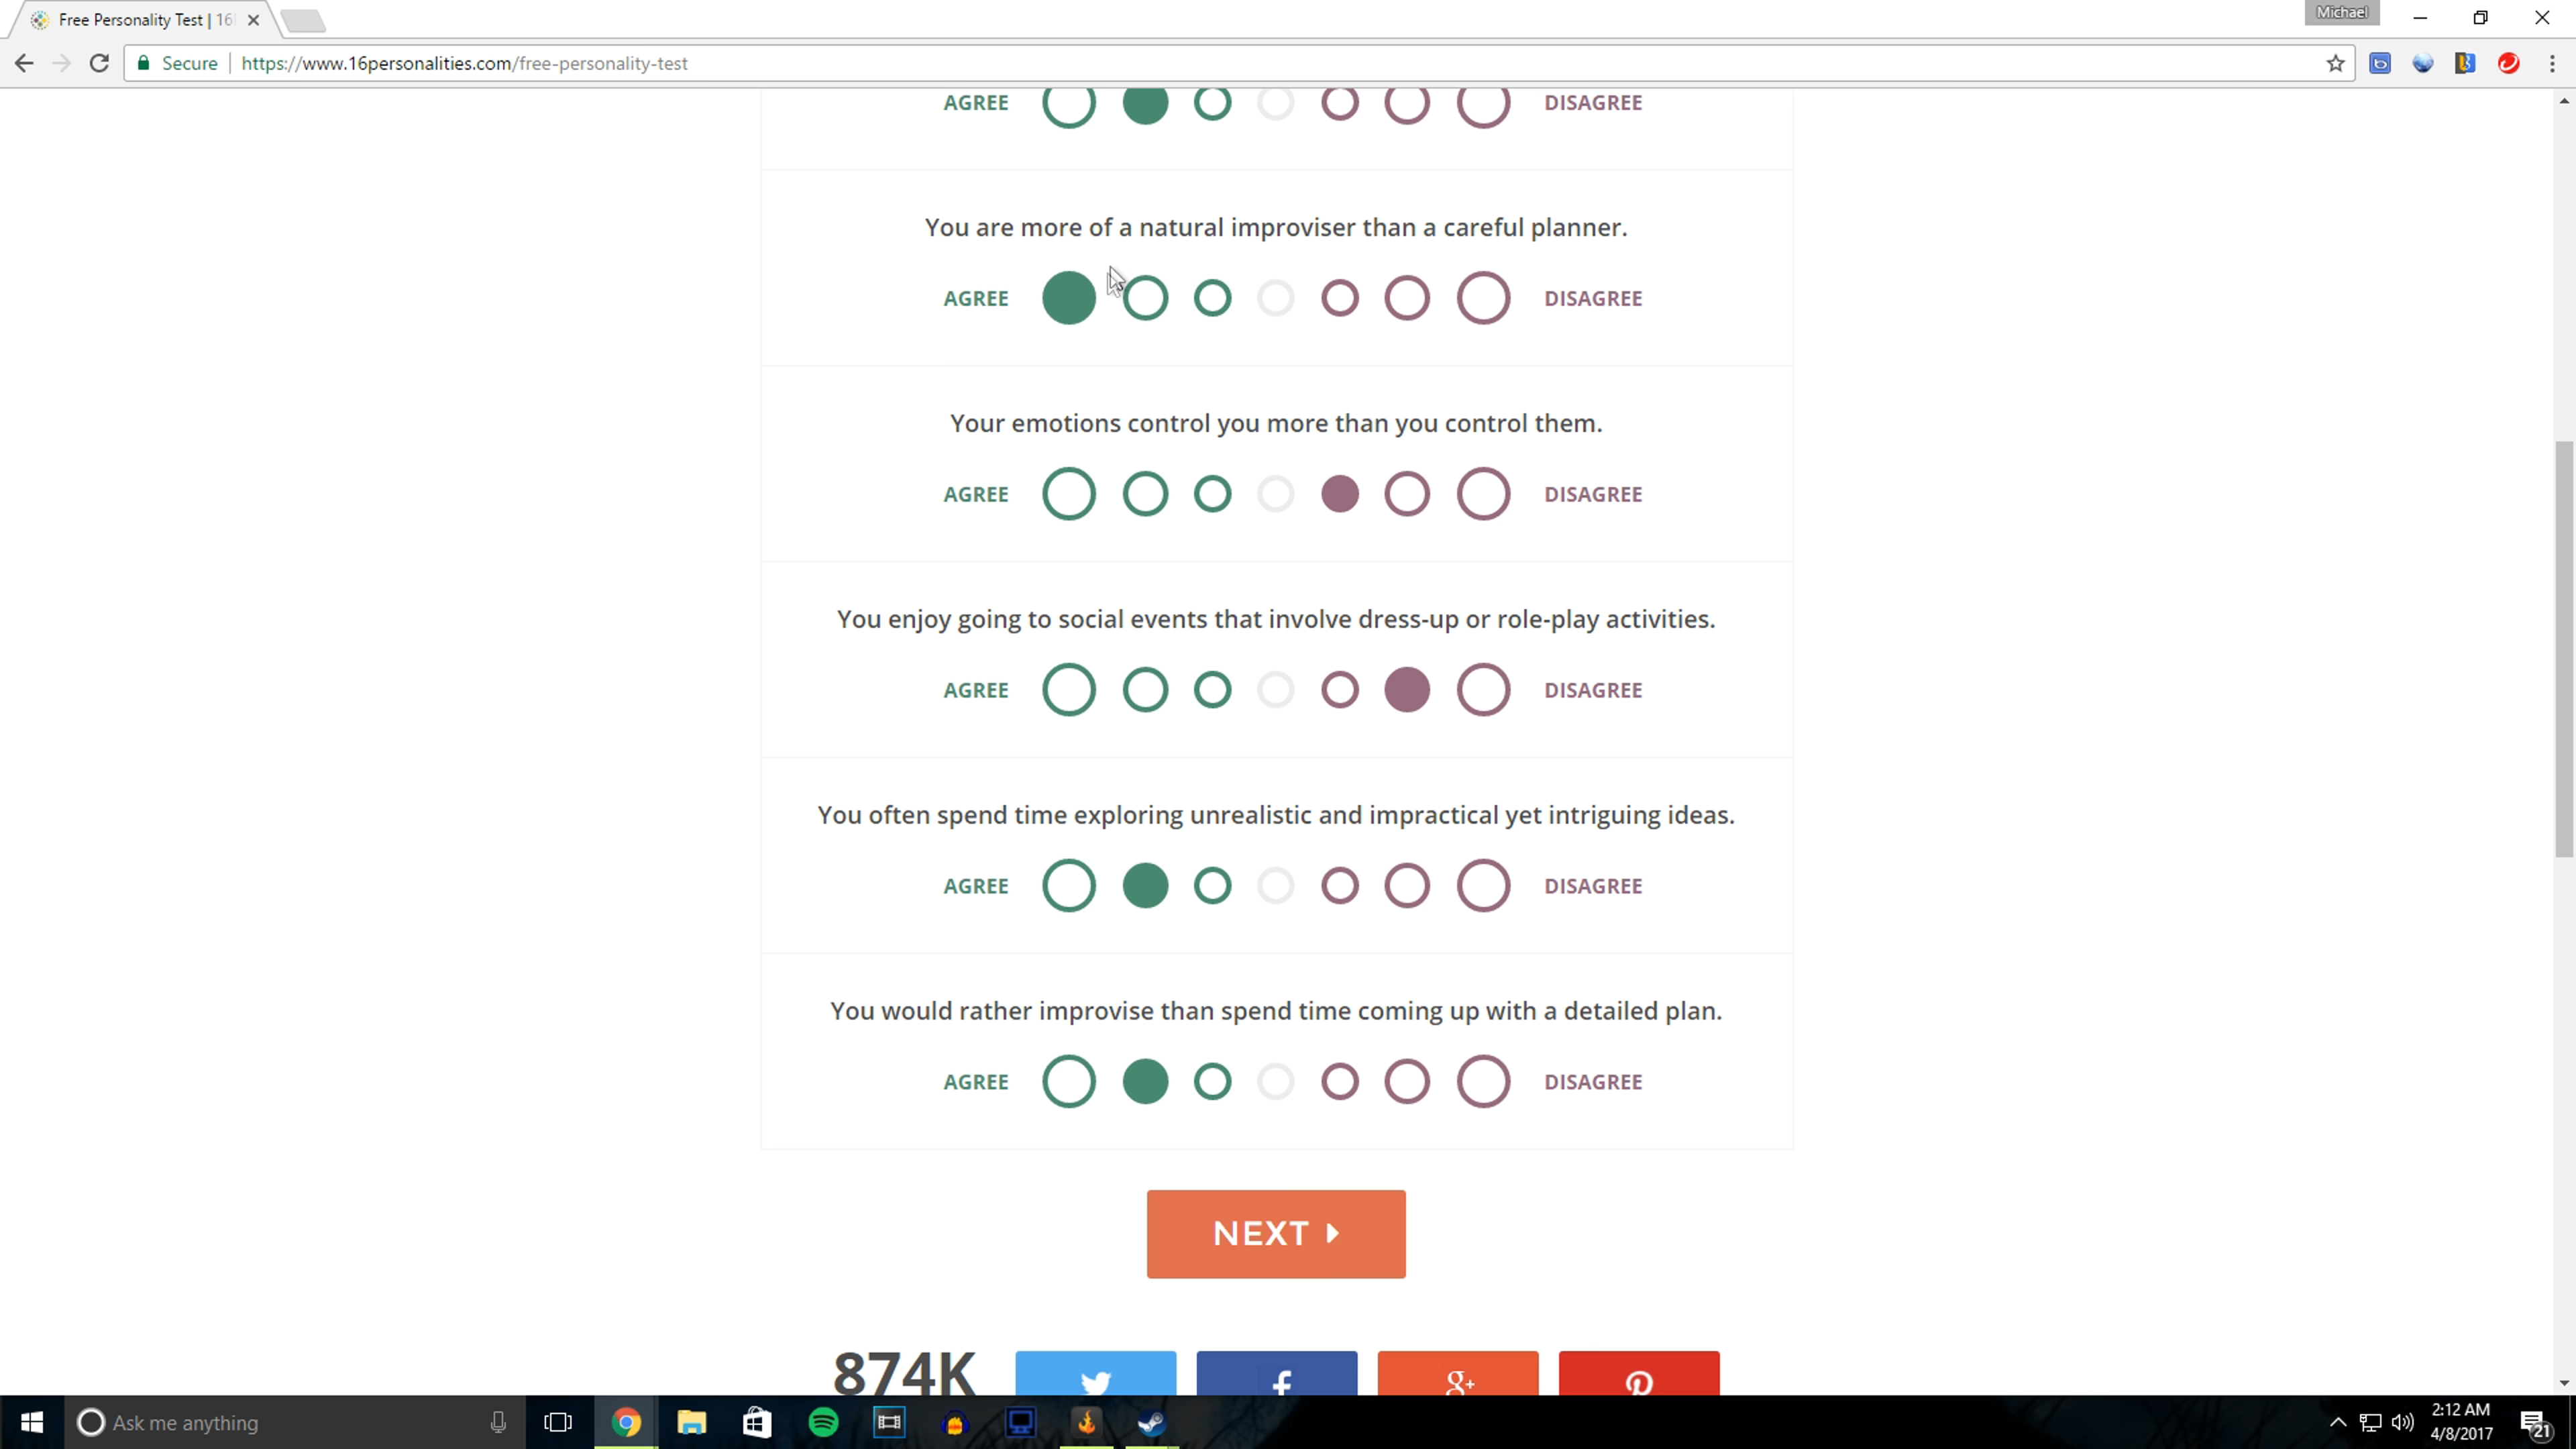 Free Personality Test | 16
Michael
Secure
https://www.16personalities.com/free-personality-test
AGREE DISAGREE
You are more of a natural improviser than a careful planner.
AGREE DISAGREE
Your emotions control you more than you control them.
AGREE DISAGREE
You enjoy going to social events that involve dress-up or role-play activities.
AGREE DISAGREE
You often spend time exploring unrealistic and impractical yet intriguing ideas.
AGREE DISAGREE
You would rather improvise than spend time coming up with a detailed plan.
AGREE DISAGREE
NEXT
874K
g+
Ask me anything
2:12 AM
4/8/2017
21